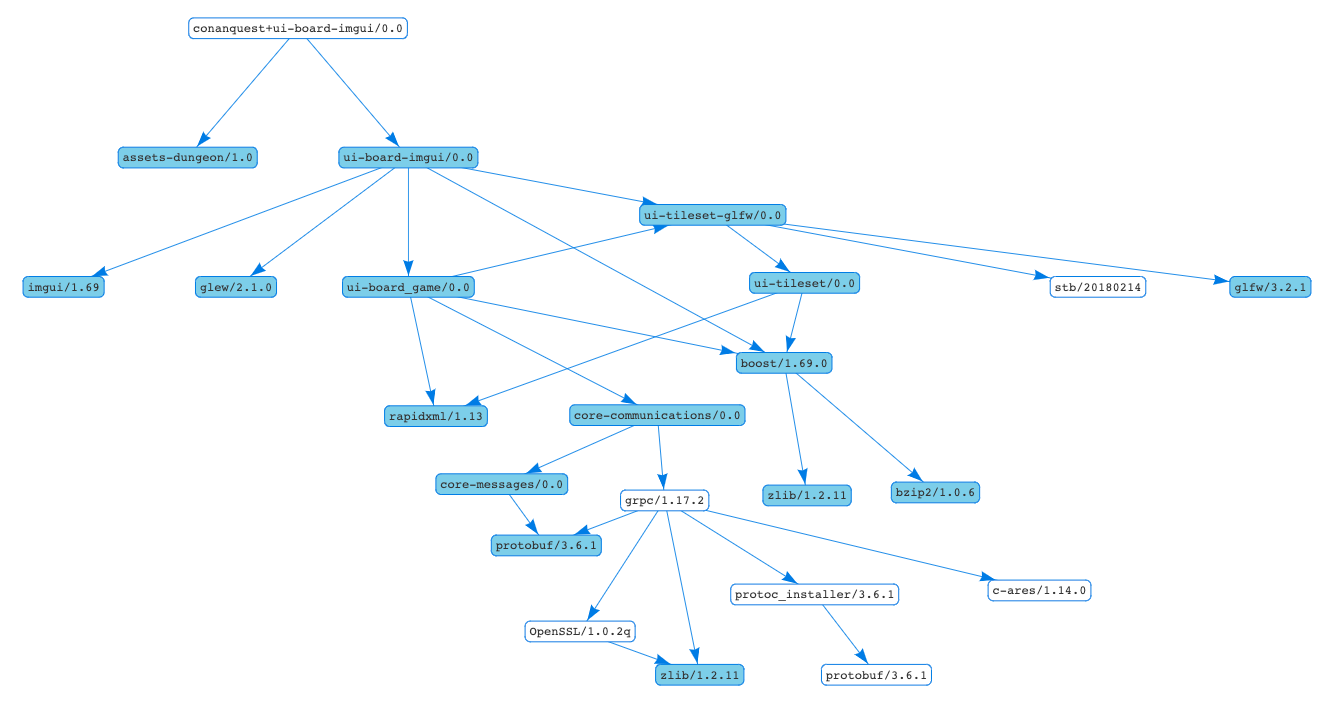 conanquest+ui-board-imgui/0.0
assets-dungeon/1.0
ui-board-imgui/0.0
ui-tileset-glfw/0.0
imgui/1.69
glew/2.1.0
ui-board_game/0.0
ui-tileset/0.0
stb/20180214
glfw/3.2.1
boost/1.69.0
rapidxml/1.13
core-communications/0.0
core-messages/0.0
grpc/1.17.2
zlib/1.2.11
bzip2/1.0.6
protobuf/3.6.1
protoc_installer/3.6.1
c-ares/1.14.0
OpenSSL/1.0.2q
zlib/1.2.11
protobuf/3.6.1